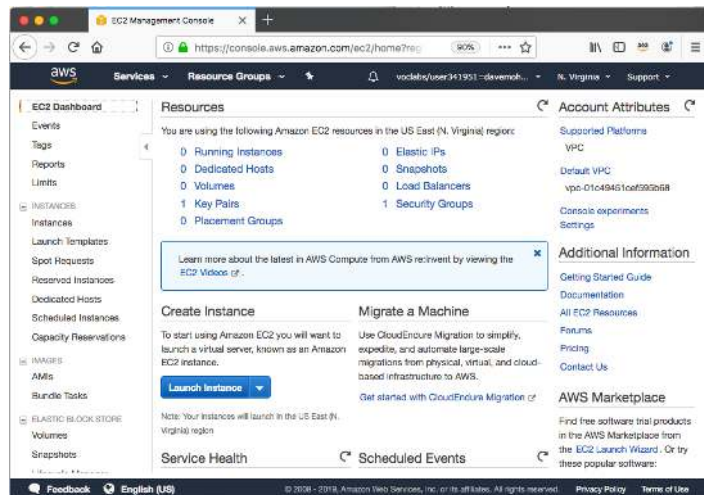 EC2 Management Console
https://console.aws.amazon.com/ec2/home?reg
90%
aws
Services
Resource Groups
voclabs/user341951=davemoh...
N. Virginia
Support
EC2 Dashboard
Events
Tags
Reports
Limits
INSTANCES
Instances
Launch Templates
Spot Requests
Reserved Instances
Dedicated Hosts
Scheduled Instances
Capacity Reservations
IMAGES
AMIs
Bundle Tasks
ELASTIC BLOCK STORE
Volumes
Snapshots
Resources
You are using the following Amazon EC2 resources in the US East (N. Virginia) region:
0 Running Instances
0 Dedicated Hosts
0 Volumes
1 Key Pairs
0 Placement Groups
0 Elastic IPs
0 Snapshots
0 Load Balancers
1 Security Groups
Learn more about the latest in AWS Compute from AWS re:Invent by viewing the
EC2 Videos .
Create Instance
To start using Amazon EC2 you will want to
launch a virtual server, known as an Amazon
EC2 instance.
Launch Instance
Note: Your instances will launch in the US East (N.
Virginia) region
Migrate a Machine
Use CloudEndure Migration to simplify,
expedite, and automate large-scale
migrations from physical, virtual, and cloud-
based infrastructure to AWS.
Get started with CloudEndure Migration
Service Health
Scheduled Events
Account Attributes
Supported Platforms
VPC
Default VPC
vpc-01c49461cef595b68
Console experiments
Settings
Additional Information
Getting Started Guide
Documentation
All EC2 Resources
Forums
Pricing
Contact Us
AWS Marketplace
Find free software trial products
in the AWS Marketplace from
the EC2 Launch Wizard. Or try
these popular software:
Feedback
English (US)
© 2008 - 2019, Amazon Web Services, Inc. or its affiliates. All rights reserved.
Privacy Policy
Terms of Use